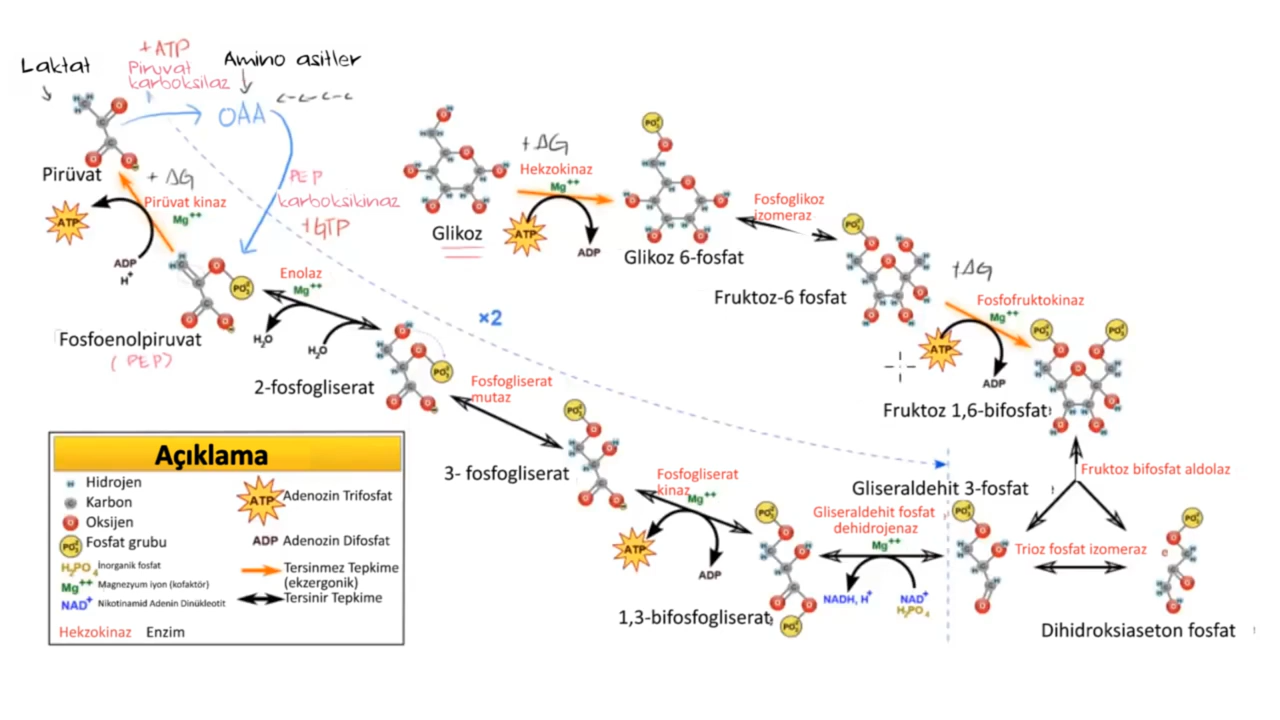 Laktat
+ATP
Piruvat
karboksilaz
Amino asitler
OAA
Pirüvat
+ ΔG
Pirüvat kinaz
Mg++
ATP
ADP
H+
PEP
karboksikinaz
+GTP
Fosfoenolpiruvat
(PEP)
Enolaz
Mg++
H₂O
H₂O
2-fosfogliserat
Fosfogliserat
mutaz
3- fosfogliserat
Fosfogliserat
kinaz
Mg++
ATP
ADP
1,3-bifosfogliserat
Gliseraldehit fosfat
dehidrojenaz
Mg++
NADH, H+
NAD+
H₂PO₄
Gliseraldehit 3-fosfat
Trioz fosfat izomeraz
Dihidroksiaseton fosfat
Fruktoz bifosfat aldolaz
Fruktoz 1,6-bifosfat
+ΔG
Fosfofruktokinaz
Mg++
ATP
ADP
Fruktoz-6 fosfat
Fosfoglikoz
izomeraz
Glikoz 6-fosfat
+ΔG
Hekzokinaz
Mg++
ATP
ADP
Glikoz
×2
Açıklama
Hidrojen
Karbon
Oksijen
Fosfat grubu
H₂PO₄ İnorganik fosfat
Mg++ Magnezyum iyon (kofaktör)
NAD+ Nikotinamid Adenin Dinükleotit
Hekzokinaz Enzim
ATP Adenozin Trifosfat
ADP Adenozin Difosfat
Tersinmez Tepkime
(ekzergonik)
Tersinir Tepkime